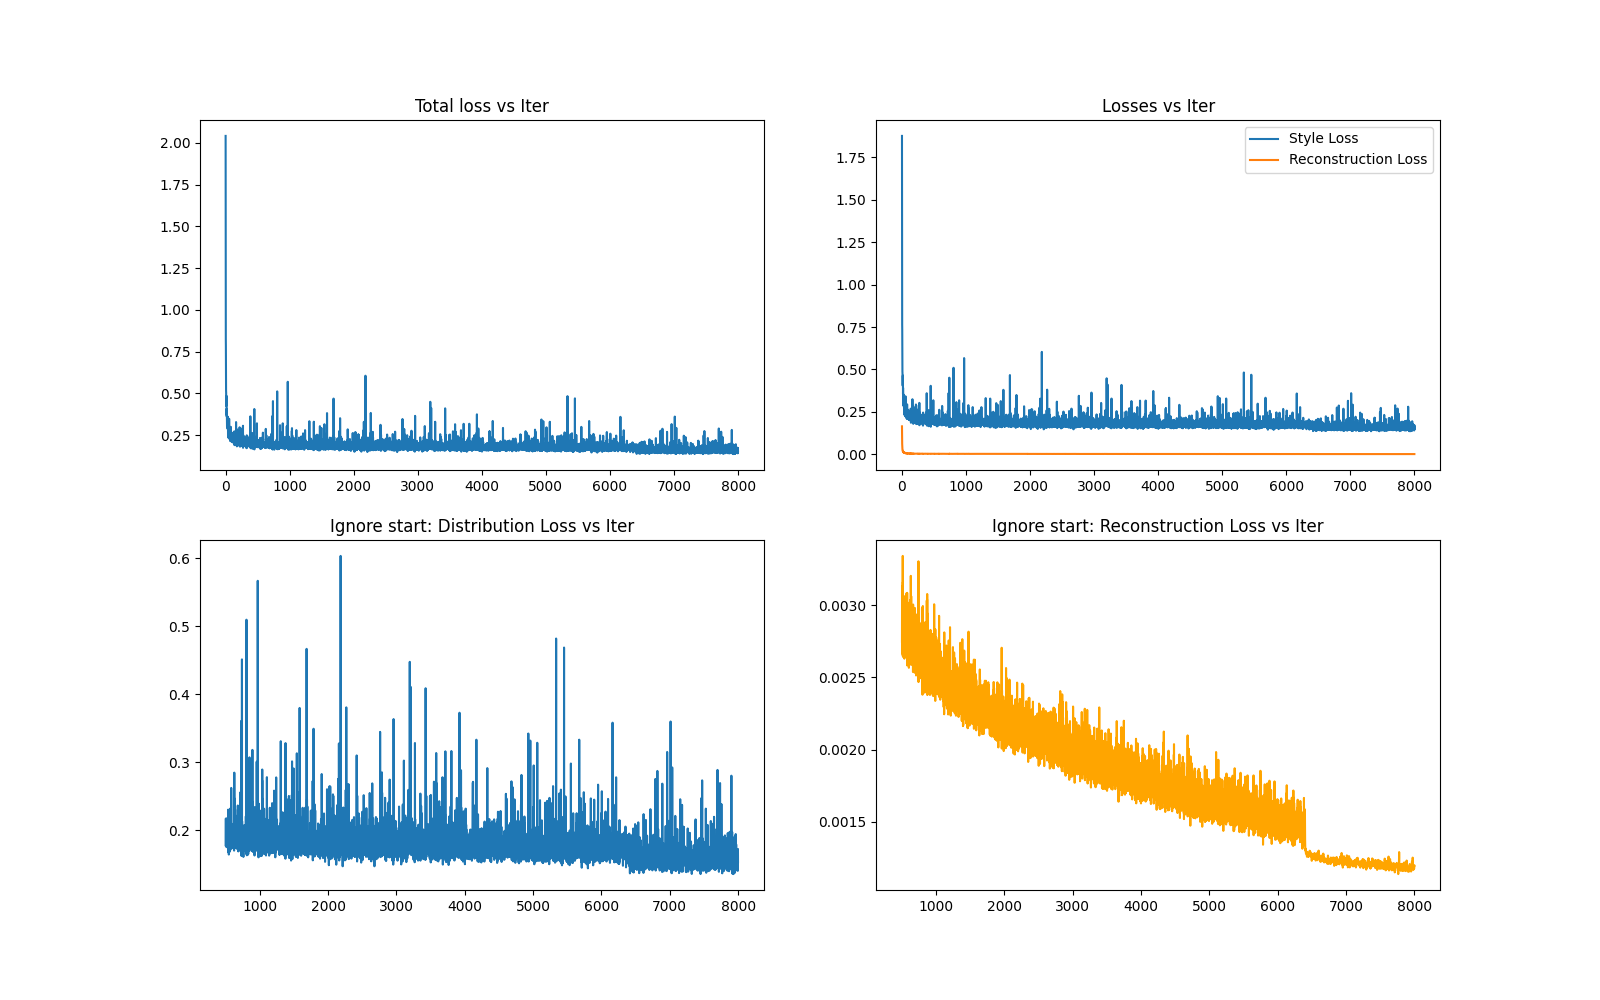 Total loss vs Iter
2.00
1.75
1.50
1.25
1.00
0.75
0.50
0.25
0 1000 2000 3000 4000 5000 6000 7000 8000
Losses vs Iter
Style Loss
Reconstruction Loss
1.75
1.50
1.25
1.00
0.75
0.50
0.25
0.00
0 1000 2000 3000 4000 5000 6000 7000 8000
Ignore start: Distribution Loss vs Iter
0.6
0.5
0.4
0.3
0.2
1000 2000 3000 4000 5000 6000 7000 8000
Ignore start: Reconstruction Loss vs Iter
0.0030
0.0025
0.0020
0.0015
1000 2000 3000 4000 5000 6000 7000 8000